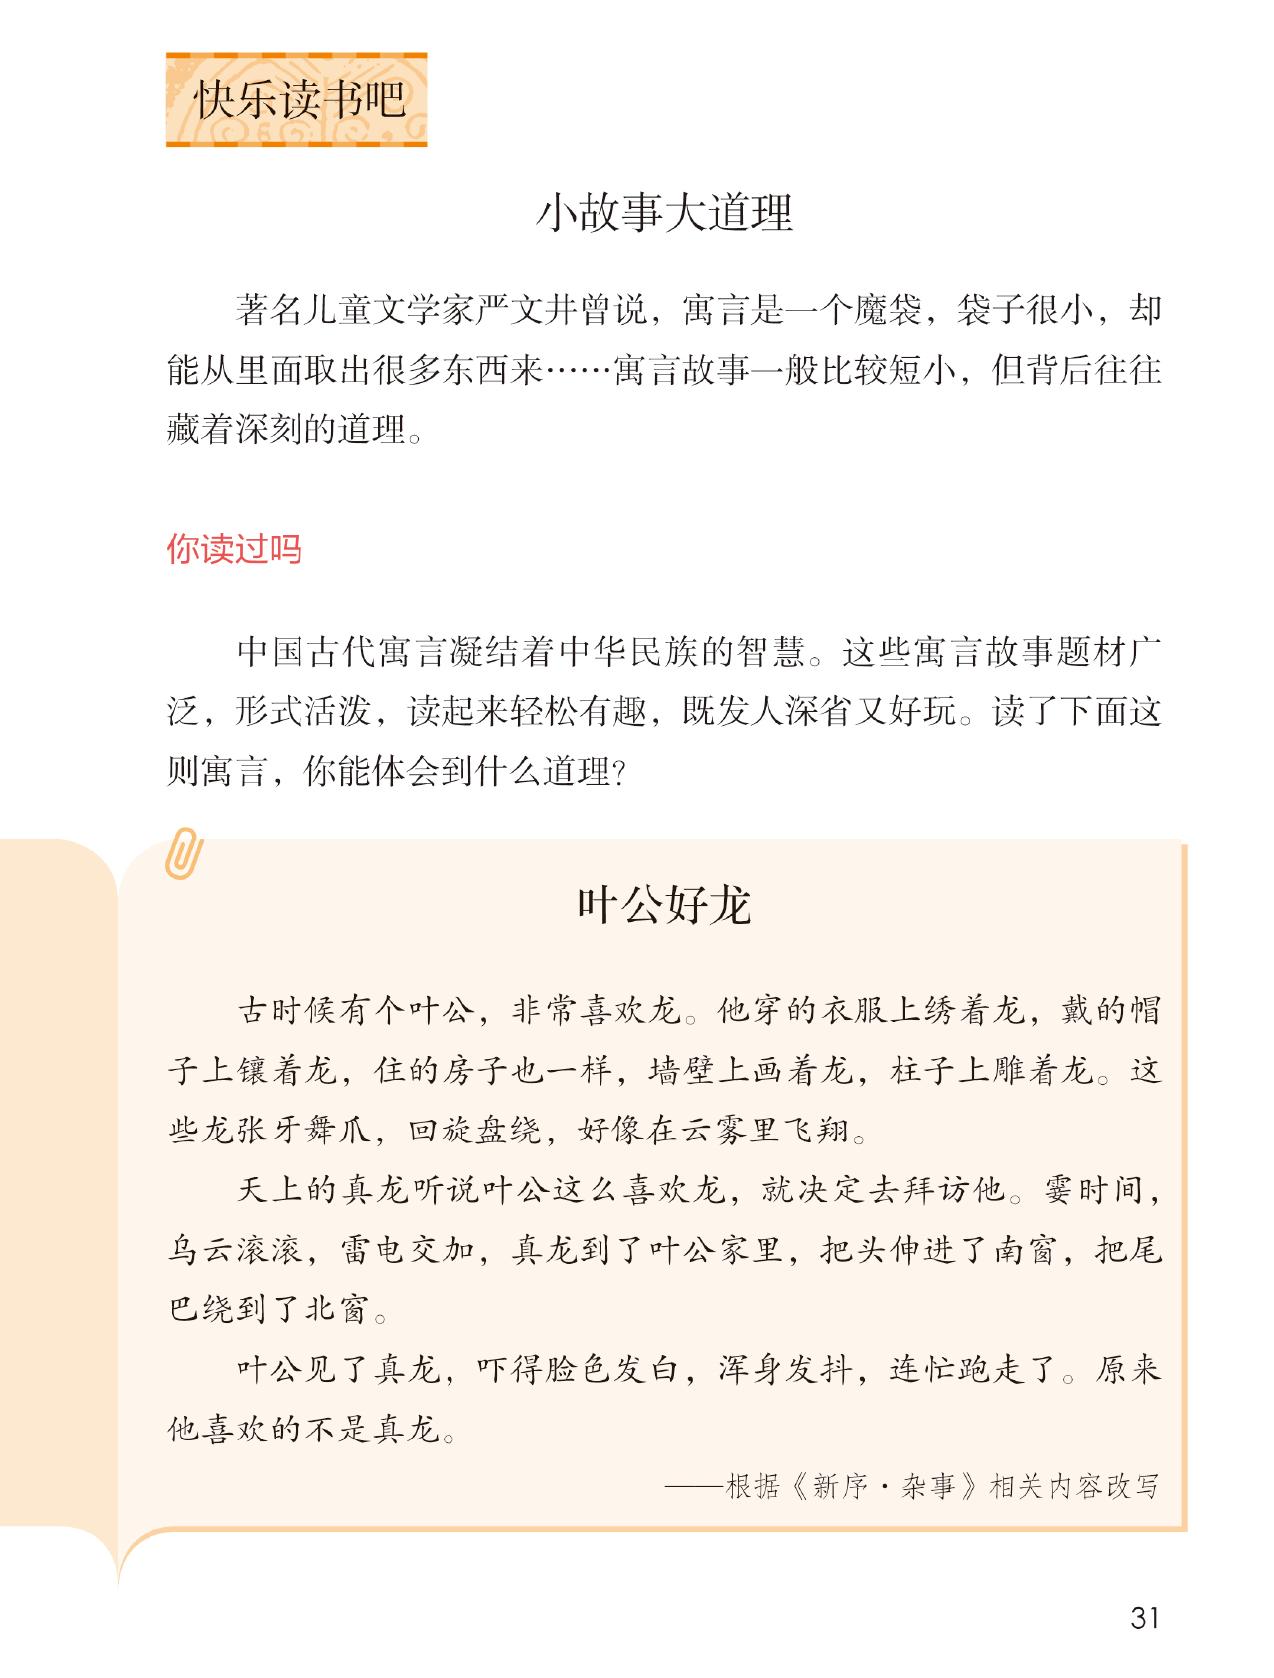 快乐读书吧
小故事大道理
著名儿童文学家严文井曾说，寓言是一个魔袋，袋子很小，却
能从里面取出很多东西来……寓言故事一般比较短小，但背后往往
藏着深刻的道理。
你读过吗
中国古代寓言凝结着中华民族的智慧。这些寓言故事题材广
泛，形式活泼，读起来轻松有趣，既发人深省又好玩。读了下面这
则寓言，你能体会到什么道理？
叶公好龙
古时候有个叶公，非常喜欢龙。他穿的衣服上绣着龙，戴的帽
子上镶着龙，住的房子也一样，墙壁上画着龙，柱子上雕着龙。这
些龙张牙舞爪，回旋盘绕，好像在云雾里飞翔。
天上的真龙听说叶公这么喜欢龙，就决定去拜访他。霎时间，
乌云滚滚，雷电交加，真龙到了叶公家里，把头伸进了南窗，把尾
巴绕到了北窗。
叶公见了真龙，吓得脸色发白，浑身发抖，连忙跑走了。原来
他喜欢的不是真龙。
——根据《新序·杂事》相关内容改写
31